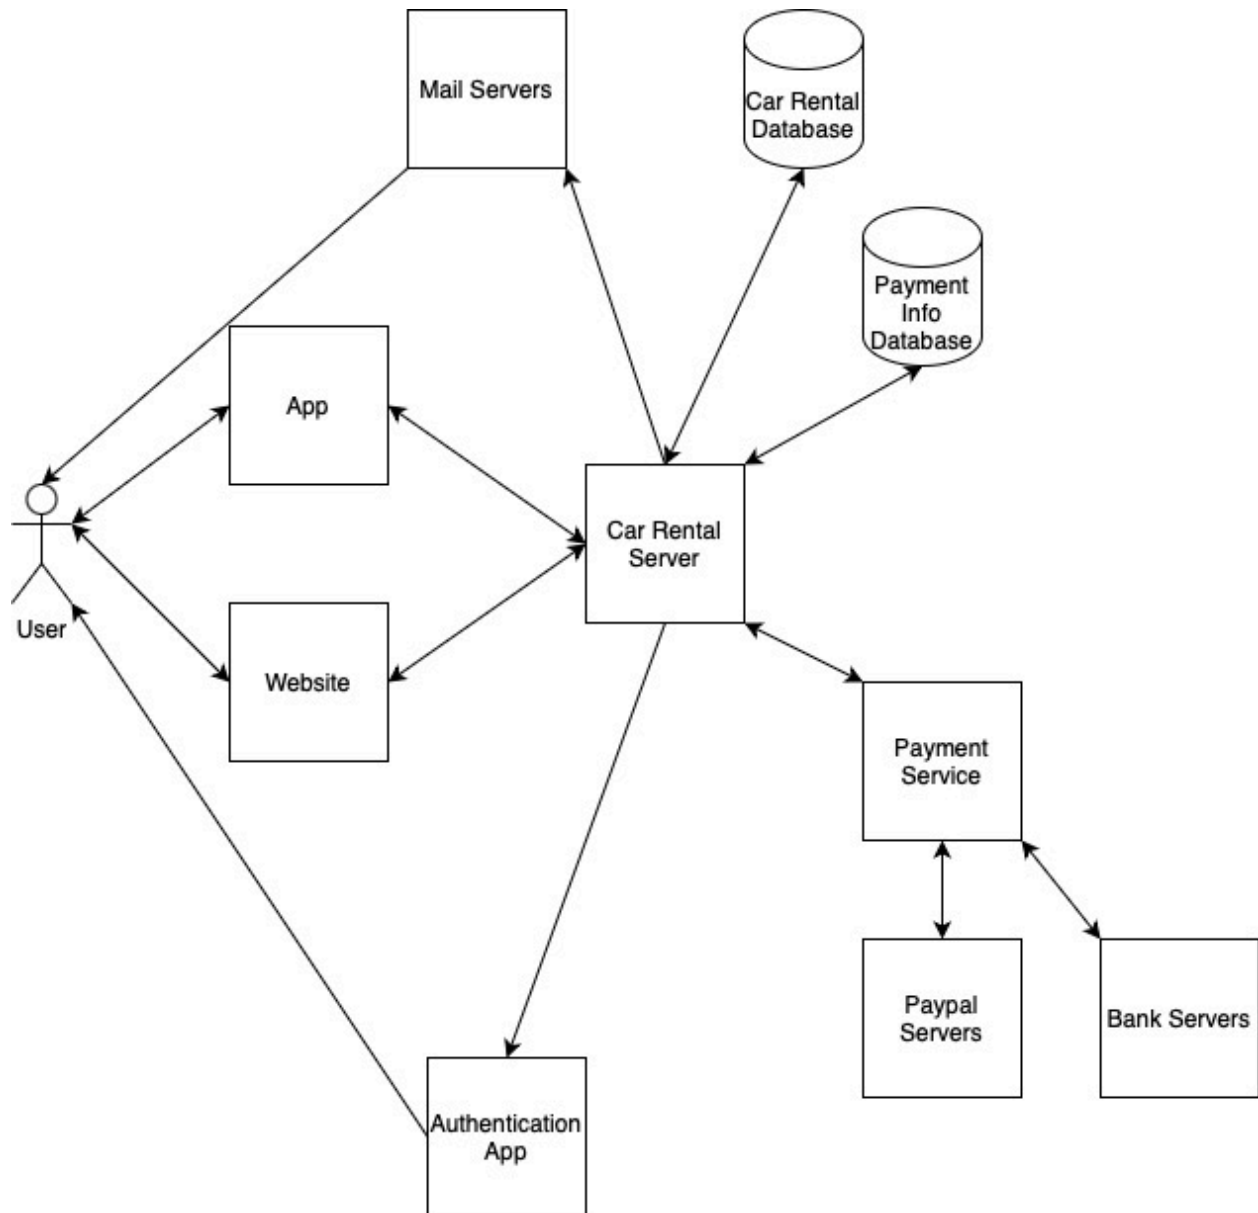 Mail Servers
Car Rental
Database
Payment
Info
Database
App
Car Rental
Server
User
Website
Payment
Service
Paypal
Servers
Bank Servers
Authentication
App